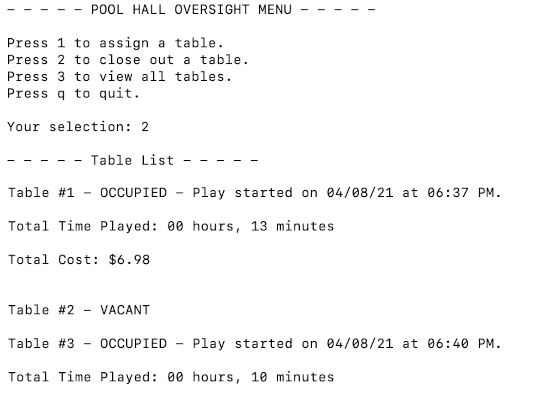 – – – – – POOL HALL OVERSIGHT MENU – – – – –
Press 1 to assign a table.
Press 2 to close out a table.
Press 3 to view all tables.
Press q to quit.
Your selection: 2
– – – – – Table List – – – – –
Table #1 – OCCUPIED – Play started on 04/08/21 at 06:37 PM.
Total Time Played: 00 hours, 13 minutes
Total Cost: $6.98
Table #2 – VACANT
Table #3 – OCCUPIED – Play started on 04/08/21 at 06:40 PM.
Total Time Played: 00 hours, 10 minutes